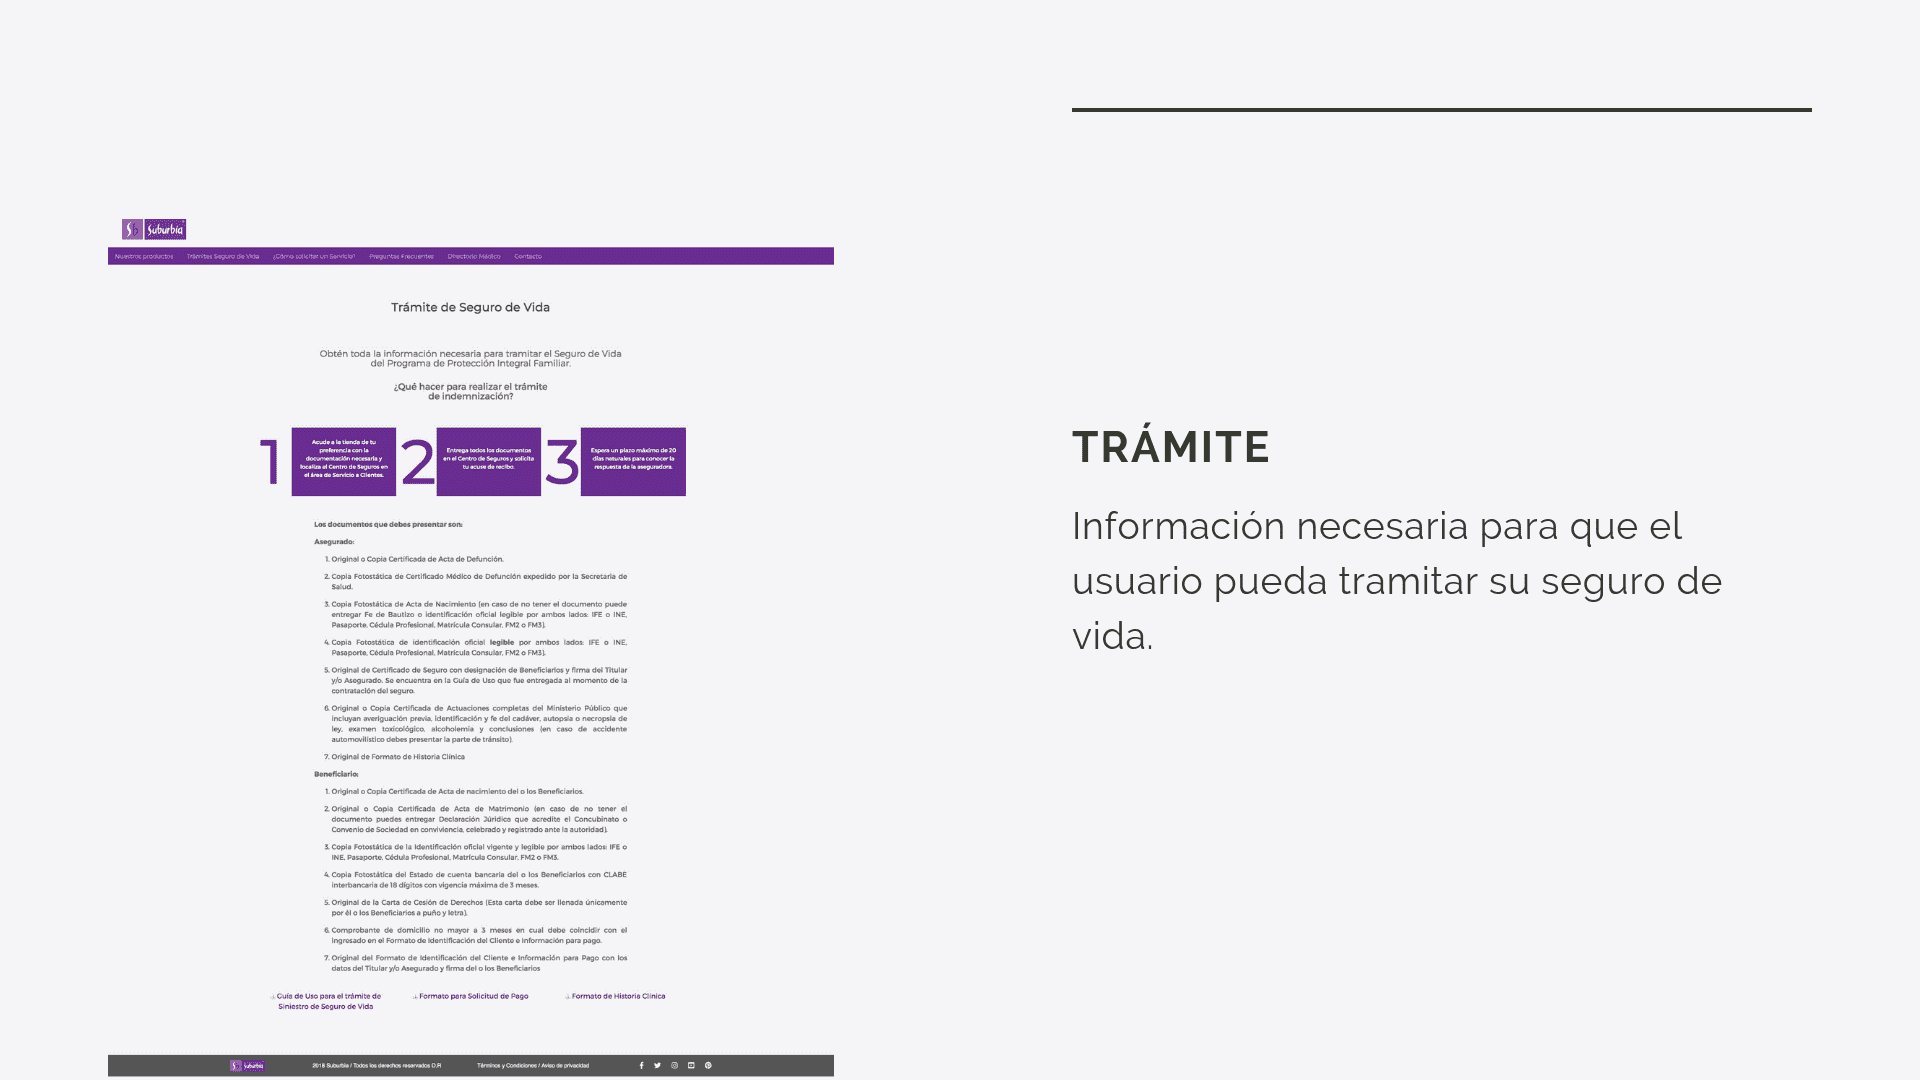 Sb Suburbia
Nuestros productos Trámites Seguro de Vida ¿Cómo solicitar un Servicio? Preguntas Frecuentes Directorio Médico Contacto
Trámite de Seguro de Vida
Obtén toda la información necesaria para tramitar el Seguro de Vida
del Programa de Protección Integral Familiar.
¿Qué hacer para realizar el trámite
de indemnización?
1
Acude a la tienda de tu
preferencia con la
documentación necesaria y
localiza el Centro de Seguros en
el área de Servicio a Clientes.
2
Entrega todos los documentos
en el Centro de Seguros y solicita
tu acuse de recibo.
3
Espera un plazo máximo de 20
días naturales para conocer la
respuesta de la aseguradora.
Los documentos que debes presentar son:
Asegurado:
1. Original o Copia Certificada de Acta de Defunción.
2. Copia Fotostática de Certificado Médico de Defunción expedido por la Secretaria de
Salud.
3. Copia Fotostática de Acta de Nacimiento (en caso de no tener el documento puede
entregar Fe de Bautizo o identificación oficial legible por ambos lados: IFE o INE,
Pasaporte, Cédula Profesional, Matrícula Consular, FM2 o FM3).
4. Copia Fotostática de identificación oficial legible por ambos lados: IFE o INE,
Pasaporte, Cédula Profesional, Matrícula Consular, FM2 o FM3).
5. Original de Certificado de Seguro con designación de Beneficiarios y firma del Titular
y/o Asegurado. Se encuentra en la Guía de Uso que fue entregada al momento de la
contratación del seguro.
6. Original o Copia Certificada de Actuaciones completas del Ministerio Público que
incluyan averiguación previa, identificación y fe del cadáver, autopsia o necropsia de
ley, examen toxicológico, alcoholemia y conclusiones (en caso de accidente
automovilístico debes presentar la parte de tránsito).
7. Original de Formato de Historia Clínica
Beneficiario:
1. Original o Copia Certificada de Acta de nacimiento del o los Beneficiarios.
2. Original o Copia Certificada de Acta de Matrimonio (en caso de no tener el
documento puedes entregar Declaración Júridica que acredite el Concubinato o
Convenio de Sociedad en conviviencia, celebrado y registrado ante la autoridad).
3. Copia Fotostática de la Identificación oficial vigente y legible por ambos lados: IFE o
INE, Pasaporte, Cédula Profesional, Matrícula Consular, FM2 o FM3.
4. Copia Fotostática del Estado de cuenta bancaria del o los Beneficiarios con CLABE
interbancaria de 18 dígitos con vigencia máxima de 3 meses.
5. Original de la Carta de Cesión de Derechos (Esta carta debe ser llenada únicamente
por él o los Beneficiarios a puño y letra).
6. Comprobante de domicilio no mayor a 3 meses en cual debe coincidir con el
ingresado en el Formato de Identificación del Cliente e información para pago.
7. Original del Formato de Identificación del Cliente e Información para Pago con los
datos del Titular y/o Asegurado y firma del o los Beneficiarios
Guía de Uso para el trámite de
Siniestro de Seguro de Vida
Formato para Solicitud de Pago
Formato de Historia Clínica
Sb Suburbia
2018 Suburbia / Todos los derechos reservados D.R
Términos y Condiciones / Aviso de privacidad
TRÁMITE
Información necesaria para que el
usuario pueda tramitar su seguro de
vida.